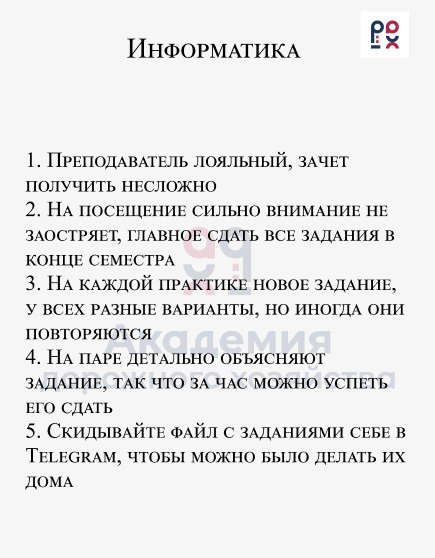 Информатика
1. Преподаватель лояльный, зачет
получить несложно
2. На посещение сильно внимание не
заостряет, главное сдать все задания в
конце семестра
3. На каждой практике новое задание,
у всех разные варианты, но иногда они
повторяются
4. На паре детально объясняют
задание, так что за час можно успеть
его сдать
5. Скидывайте файл с заданиями себе в
Telegram, чтобы можно было делать их
дома
Академия
дорожного хозяйства